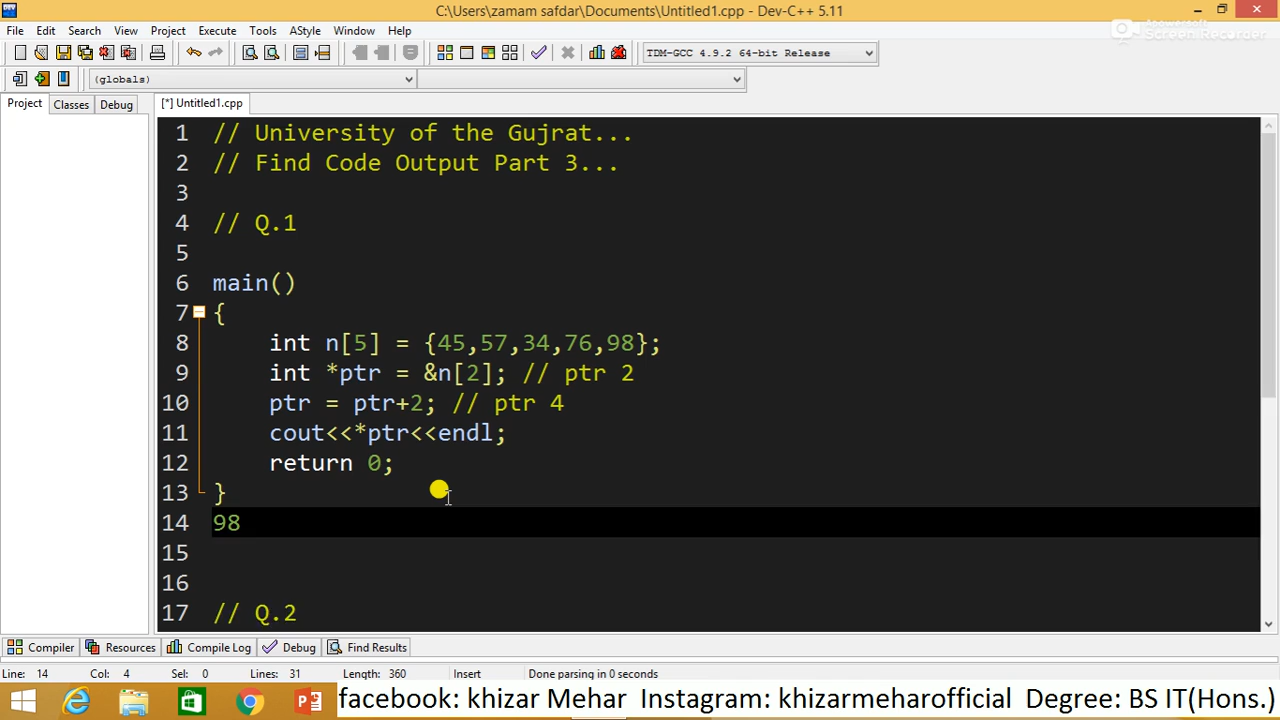 C:\Users\zamam safdar\Documents\Untitled1.cpp - Dev-C++ 5.11
File Edit Search View Project Execute Tools AStyle Window Help
Screen Recorder
TDM-GCC 4.9.2 64-bit Release
(globals)
Project Classes Debug [*] Untitled1.cpp
1 // University of the Gujrat...
2 // Find Code Output Part 3...
3
4 // Q.1
5
6 main()
7 {
8 int n[5] = {45,57,34,76,98};
9 int *ptr = &n[2]; // ptr 2
10 ptr = ptr+2; // ptr 4
11 cout<<*ptr<<endl;
12 return 0;
13 }
14 98
15
16
17 // Q.2
Compiler Resources Compile Log Debug Find Results
Line: 14 Col: 4 Sel: 0 Lines: 31 Length: 360 Insert Done parsing in 0 seconds
facebook: khizar Mehar Instagram: khizarmeharofficial Degree: BS IT(Hons.)